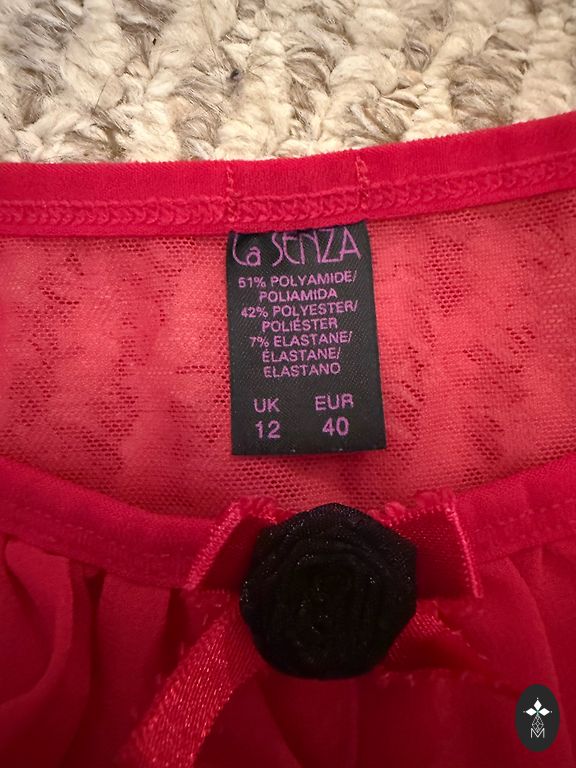 La SENZA
51% POLYAMIDE/
POLIAMIDA
42% POLYESTER/
POLIÉSTER
7% ELASTANE/
ÉLASTANE/
ELASTANO
UK EUR
12 40
M